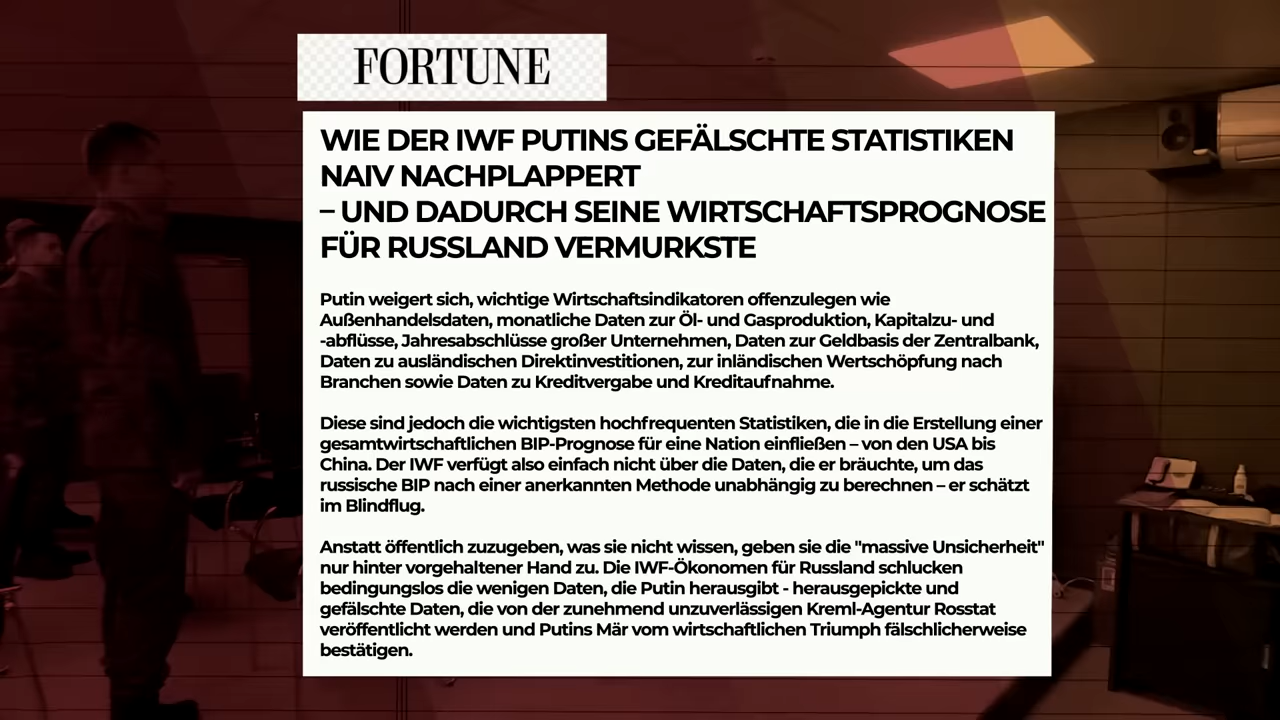 FORTUNE
WIE DER IWF PUTINS GEFÄLSCHTE STATISTIKEN
NAIV NACHPLAPPERT
– UND DADURCH SEINE WIRTSCHAFTSPROGNOSE
FÜR RUSSLAND VERMURKSTE
Putin weigert sich, wichtige Wirtschaftsindikatoren offenzulegen wie
Außenhandelsdaten, monatliche Daten zur Öl- und Gasproduktion, Kapitalzu- und
-abflüsse, Jahresabschlüsse großer Unternehmen, Daten zur Geldbasis der Zentralbank,
Daten zu ausländischen Direktinvestitionen, zur inländischen Wertschöpfung nach
Branchen sowie Daten zu Kreditvergabe und Kreditaufnahme.
Diese sind jedoch die wichtigsten hochfrequenten Statistiken, die in die Erstellung einer
gesamtwirtschaftlichen BIP-Prognose für eine Nation einfließen – von den USA bis
China. Der IWF verfügt also einfach nicht über die Daten, die er bräuchte, um das
russische BIP nach einer anerkannten Methode unabhängig zu berechnen – er schätzt
im Blindflug.
Anstatt öffentlich zuzugeben, was sie nicht wissen, geben sie die "massive Unsicherheit"
nur hinter vorgehaltener Hand zu. Die IWF-Ökonomen für Russland schlucken
bedingungslos die wenigen Daten, die Putin herausgibt - herausgepickte und
gefälschte Daten, die von der zunehmend unzuverlässigen Kreml-Agentur Rosstat
veröffentlicht werden und Putins Mär vom wirtschaftlichen Triumph fälschlicherweise
bestätigen.